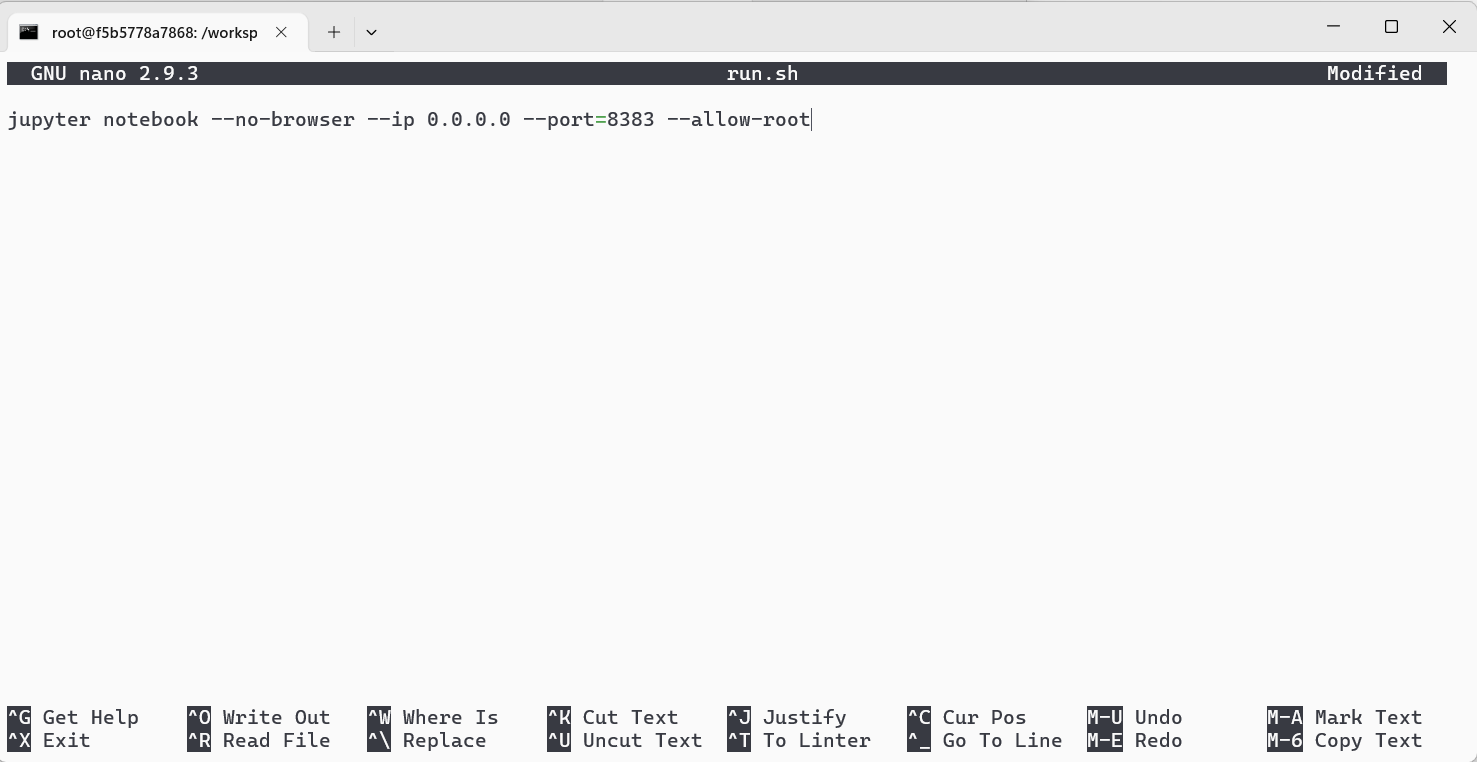 root@f5b5778a7868: /worksp
GNU nano 2.9.3 run.sh Modified
jupyter notebook --no-browser --ip 0.0.0.0 --port=8383 --allow-root
^G Get Help ^O Write Out ^W Where Is ^K Cut Text ^J Justify ^C Cur Pos M-U Undo M-A Mark Text
^X Exit ^R Read File ^\ Replace ^U Uncut Text ^T To Linter ^_ Go To Line M-E Redo M-6 Copy Text